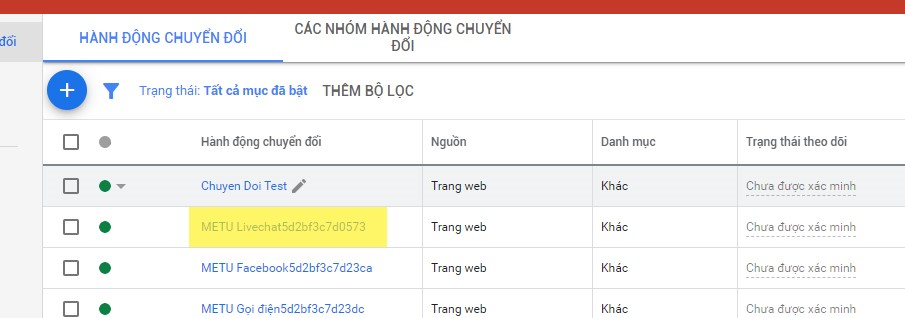 đối
HÀNH ĐỘNG CHUYỂN ĐỔI
CÁC NHÓM HÀNH ĐỘNG CHUYỂN
ĐỔI
Trạng thái: Tất cả mục đã bật THÊM BỘ LỌC
Hành động chuyển đổi Nguồn Danh mục Trạng thái theo dõi
Chuyen Doi Test Trang web Khác Chưa được xác minh
METU Livechat5d2bf3c7d0573 Trang web Khác Chưa được xác minh
METU Facebook5d2bf3c7d23ca Trang web Khác Chưa được xác minh
METU Gọi điện5d2bf3c7d23dc Trang web Khác Chưa được xác minh